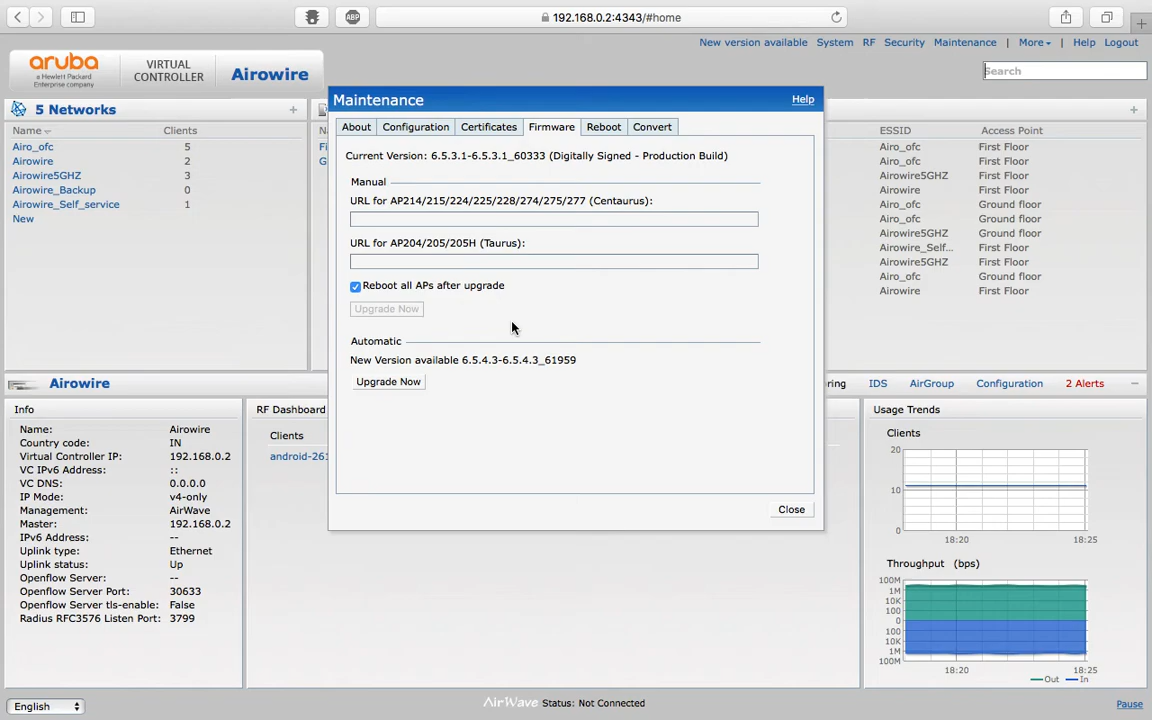 ABP
192.168.0.2:4343/#home
New version available System RF Security Maintenance | More | Help Logout
aruba
a Hewlett Packard
Enterprise company
VIRTUAL
CONTROLLER
Airowire
Search
5 Networks +
Name Clients
Airo_ofc 5
Airowire 2
Airowire5GHZ 3
Airowire_Backup 0
Airowire_Self_service 1
New
Maintenance Help
About Configuration Certificates Firmware Reboot Convert
Current Version: 6.5.3.1-6.5.3.1_60333 (Digitally Signed - Production Build)
Manual
URL for AP214/215/224/225/228/274/275/277 (Centaurus):
URL for AP204/205/205H (Taurus):
Reboot all APs after upgrade
Upgrade Now
Automatic
New Version available 6.5.4.3-6.5.4.3_61959
Upgrade Now
Close
+
ESSID Access Point
Airo_ofc First Floor
Airo_ofc First Floor
Airowire5GHZ First Floor
Airowire First Floor
Airo_ofc Ground floor
Airo_ofc Ground floor
Airowire5GHZ Ground floor
Airowire_Self... First Floor
Airowire5GHZ First Floor
Airo_ofc Ground floor
Airowire First Floor
Airowire
IDS AirGroup Configuration 2 Alerts
Info
Name: Airowire
Country code: IN
Virtual Controller IP: 192.168.0.2
VC IPv6 Address: ::
VC DNS: 0.0.0.0
IP Mode: v4-only
Management: AirWave
Master: 192.168.0.2
IPv6 Address: --
Uplink type: Ethernet
Uplink status: Up
Openflow Server: --
Openflow Server Port: 30633
Openflow Server tls-enable: False
Radius RFC3576 Listen Port: 3799
RF Dashboard
Clients
android-261
Usage Trends
Clients
20
10
0
18:20 18:25
Throughput (bps)
100M
1M
10K
100
0
100
10K
1M
100M
18:20 18:25
Out In
English
AirWave Status: Not Connected
Pause